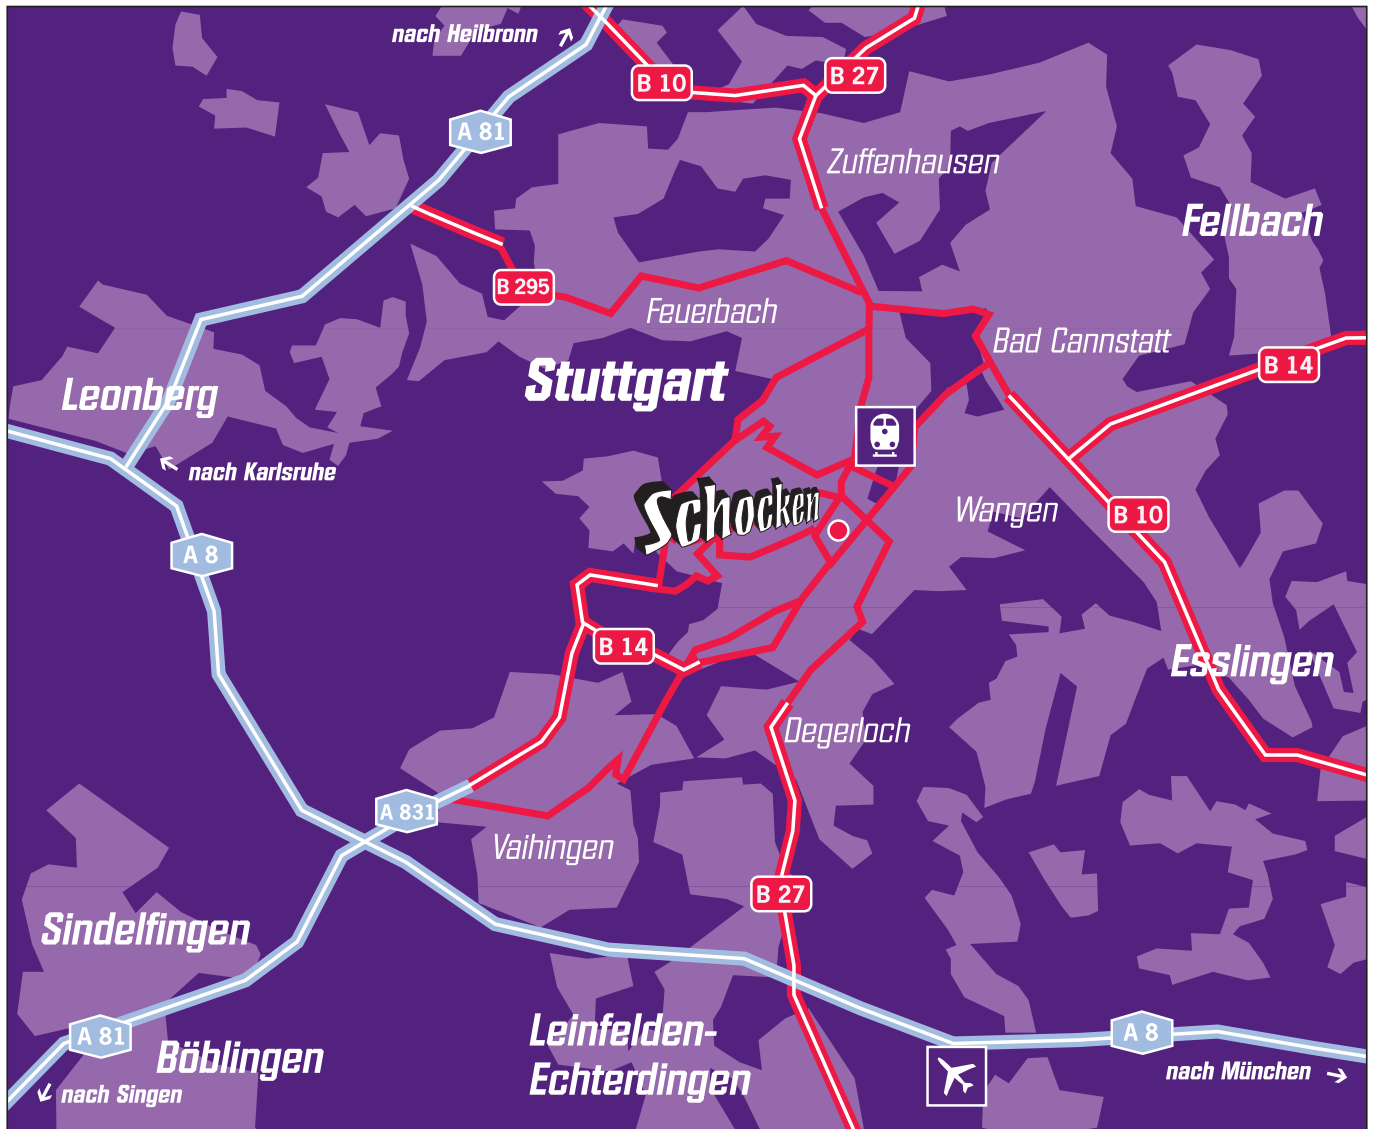 nach Heilbronn
B 10
B 27
A 81
Zuffenhausen
Fellbach
B 295
Feuerbach
Bad Cannstatt
B 14
Stuttgart
Leonberg
nach Karlsruhe
Schocken
Wangen
B 10
A 8
B 14
Esslingen
Degerloch
A 831
Vaihingen
B 27
Sindelfingen
Leinfelden-
Echterdingen
A 81
Böblingen
A 8
nach München
nach Singen